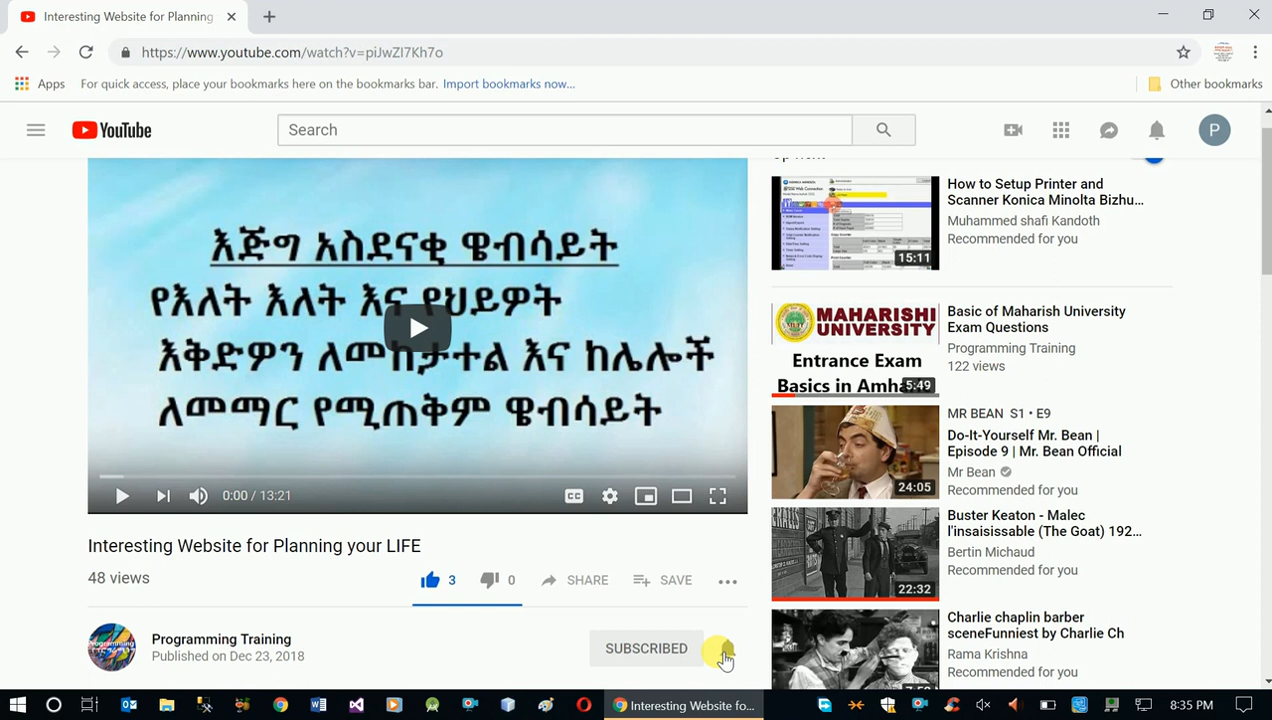 Interesting Website for Planning
https://www.youtube.com/watch?v=piJwZI7Kh7o
Apps For quick access, place your bookmarks here on the bookmarks bar. Import bookmarks now... Other bookmarks
YouTube
Search
P
እጅግ አስደናቂ ዌብሳይት
የእለት እለት እና የህይዎት
እቅድዎን ለመከታተል እና ከሌሎች
ለመማር የሚጠቅም ዌብሳይት
0:00 / 13:21
CC
Interesting Website for Planning your LIFE
48 views
3 0 SHARE SAVE
Programming Training
Published on Dec 23, 2018
SUBSCRIBED
Up next
How to Setup Printer and
Scanner Konica Minolta Bizhu...
Muhammed shafi Kandoth
Recommended for you
15:11
MAHARISHI
UNIVERSITY
Entrance Exam
Basics in Amha
5:49
Basic of Maharish University
Exam Questions
Programming Training
122 views
MR BEAN S1 • E9
Do-It-Yourself Mr. Bean |
Episode 9 | Mr. Bean Official
Mr Bean
Recommended for you
24:05
Buster Keaton - Malec
l'insaisissable (The Goat) 192...
Bertin Michaud
Recommended for you
22:32
Charlie chaplin barber
sceneFunniest by Charlie Ch
Rama Krishna
Recommended for you
Interesting Website fo...
8:35 PM